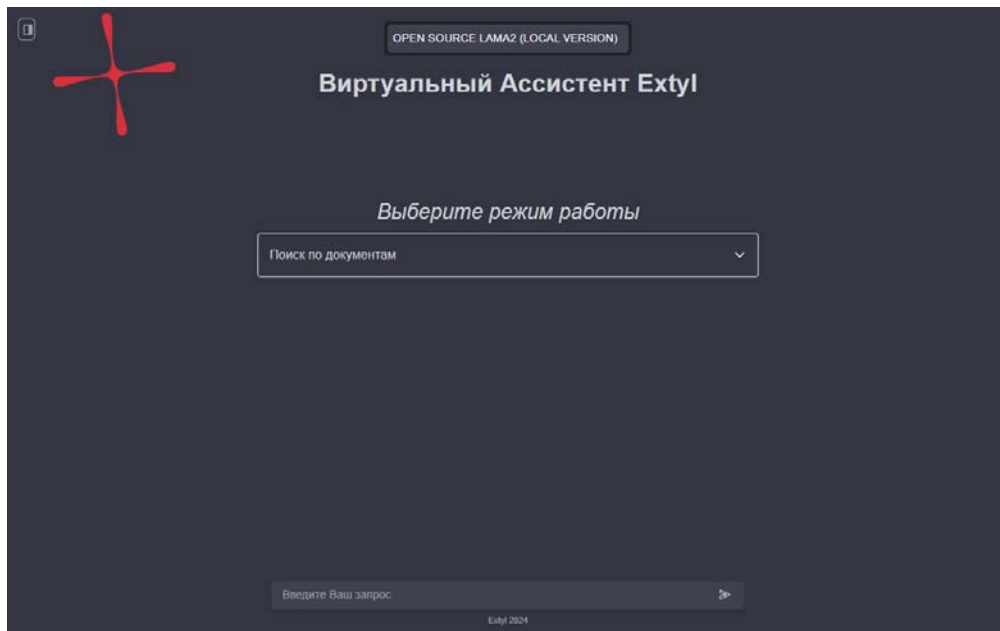 OPEN SOURCE LAMA2 (LOCAL VERSION)
Виртуальный Ассистент Extyl
Выберите режим работы
Поиск по документам
Введите Ваш запрос
Extyl 2024